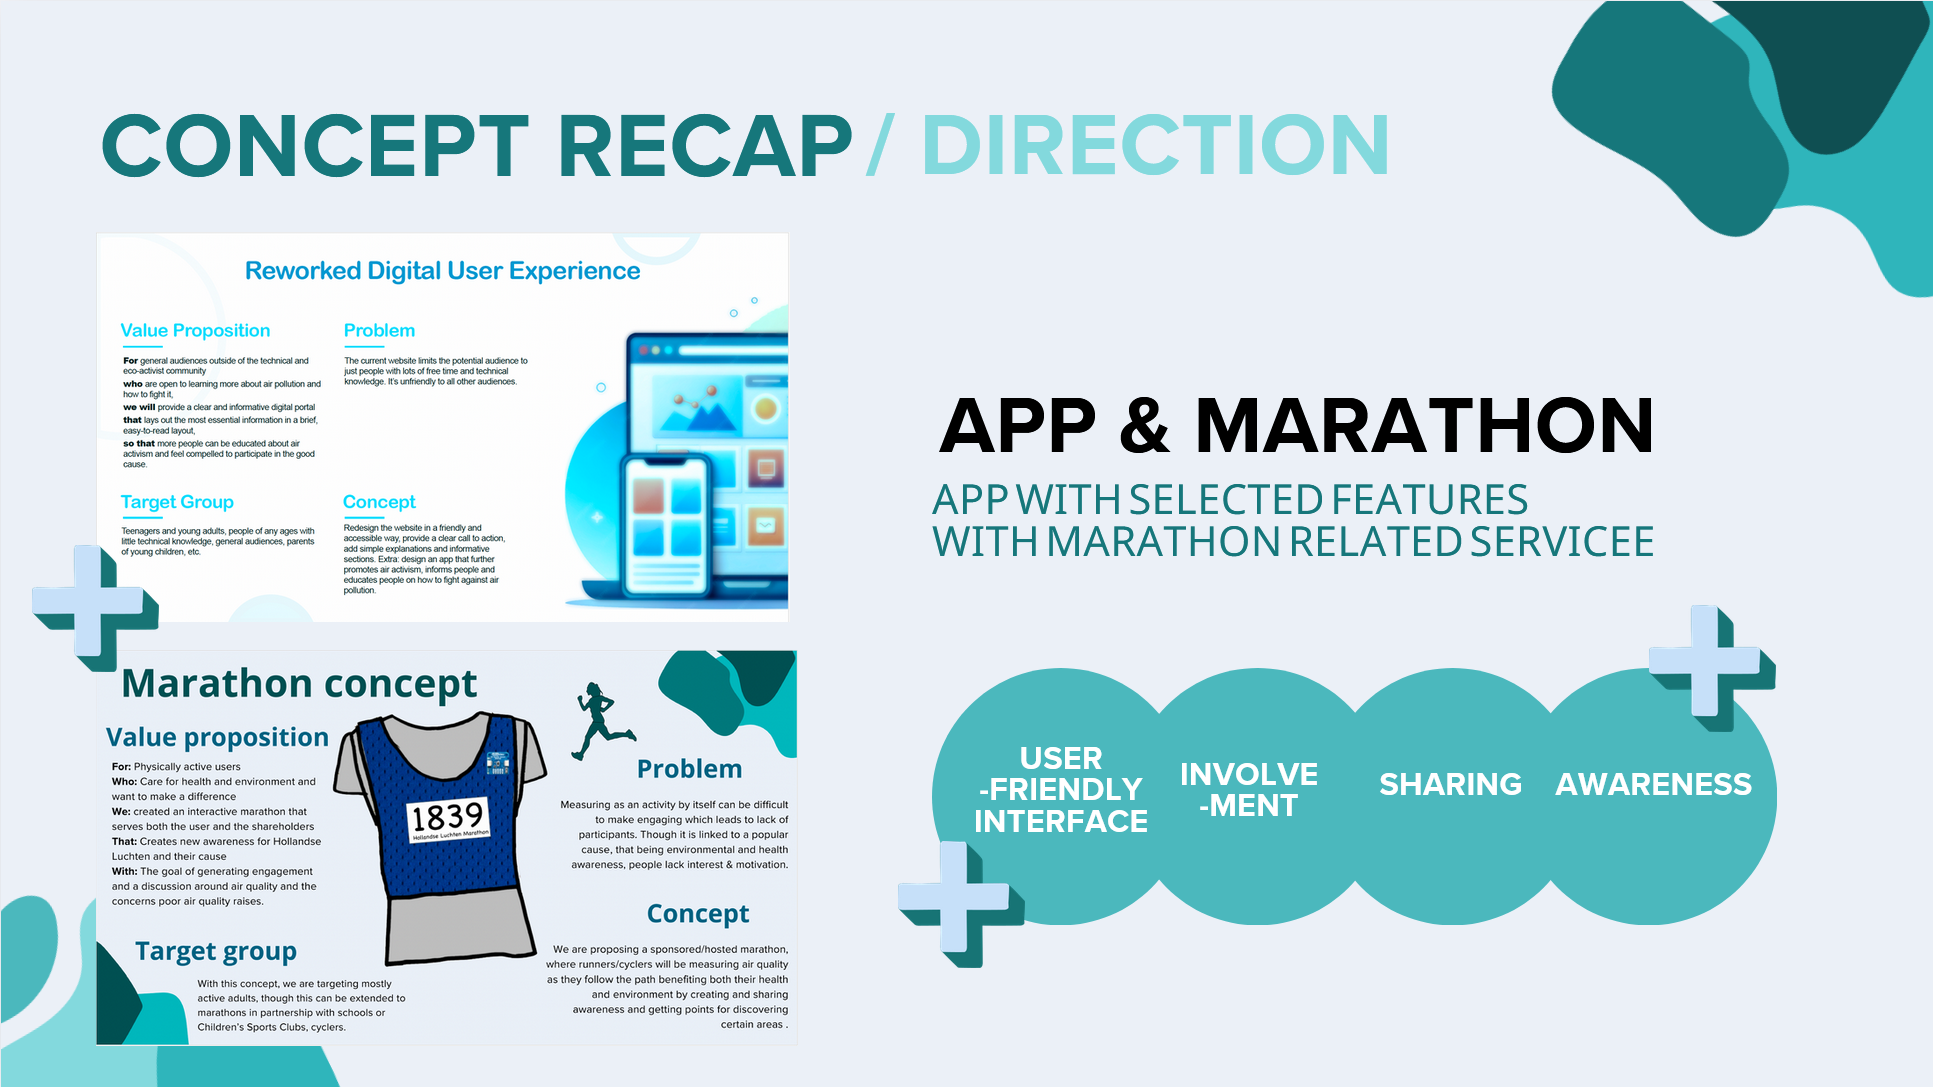 CONCEPT RECAP / DIRECTION
Reworked Digital User Experience
Value Proposition
For general audiences outside of the technical and
eco-activist community
who are open to learning more about air pollution and
how to fight it,
we will provide a clear and informative digital portal
that lays out the most essential information in a brief,
easy-to-read layout,
so that more people can be educated about air
activism and feel compelled to participate in the good
cause.
Problem
The current website limits the potential audience to
just people with lots of free time and technical
knowledge. It's unfriendly to all other audiences.
Target Group
Teenagers and young adults, people of any ages with
little technical knowledge, general audiences, parents
of young children, etc.
Concept
Redesign the website in a friendly and
accessible way, provide a clear call to action,
add simple explanations and informative
sections. Extra: design an app that further
promotes air activism, informs people and
educates people on how to fight against air
pollution.
Marathon concept
Value proposition
For: Physically active users
Who: Care for health and environment and
want to make a difference
We: created an interactive marathon that
serves both the user and the shareholders
That: Creates new awareness for Hollandse
Luchten and their cause
With: The goal of generating engagement
and a discussion around air quality and the
concerns poor air quality raises.
Target group
With this concept, we are targeting mostly
active adults, though this can be extended to
marathons in partnership with schools or
Children's Sports Clubs, cyclers.
1839
Hollandse Luchten Marathon
Problem
Measuring as an activity by itself can be difficult
to make engaging which leads to lack of
participants. Though it is linked to a popular
cause, that being environmental and health
awareness, people lack interest & motivation.
Concept
We are proposing a sponsored/hosted marathon,
where runners/cyclers will be measuring air quality
as they follow the path benefiting both their health
and environment by creating and sharing
awareness and getting points for discovering
certain areas .
APP & MARATHON
APP WITH SELECTED FEATURES
WITH MARATHON RELATED SERVICEE
USER
-FRIENDLY
INTERFACE
INVOLVE
-MENT
SHARING
AWARENESS